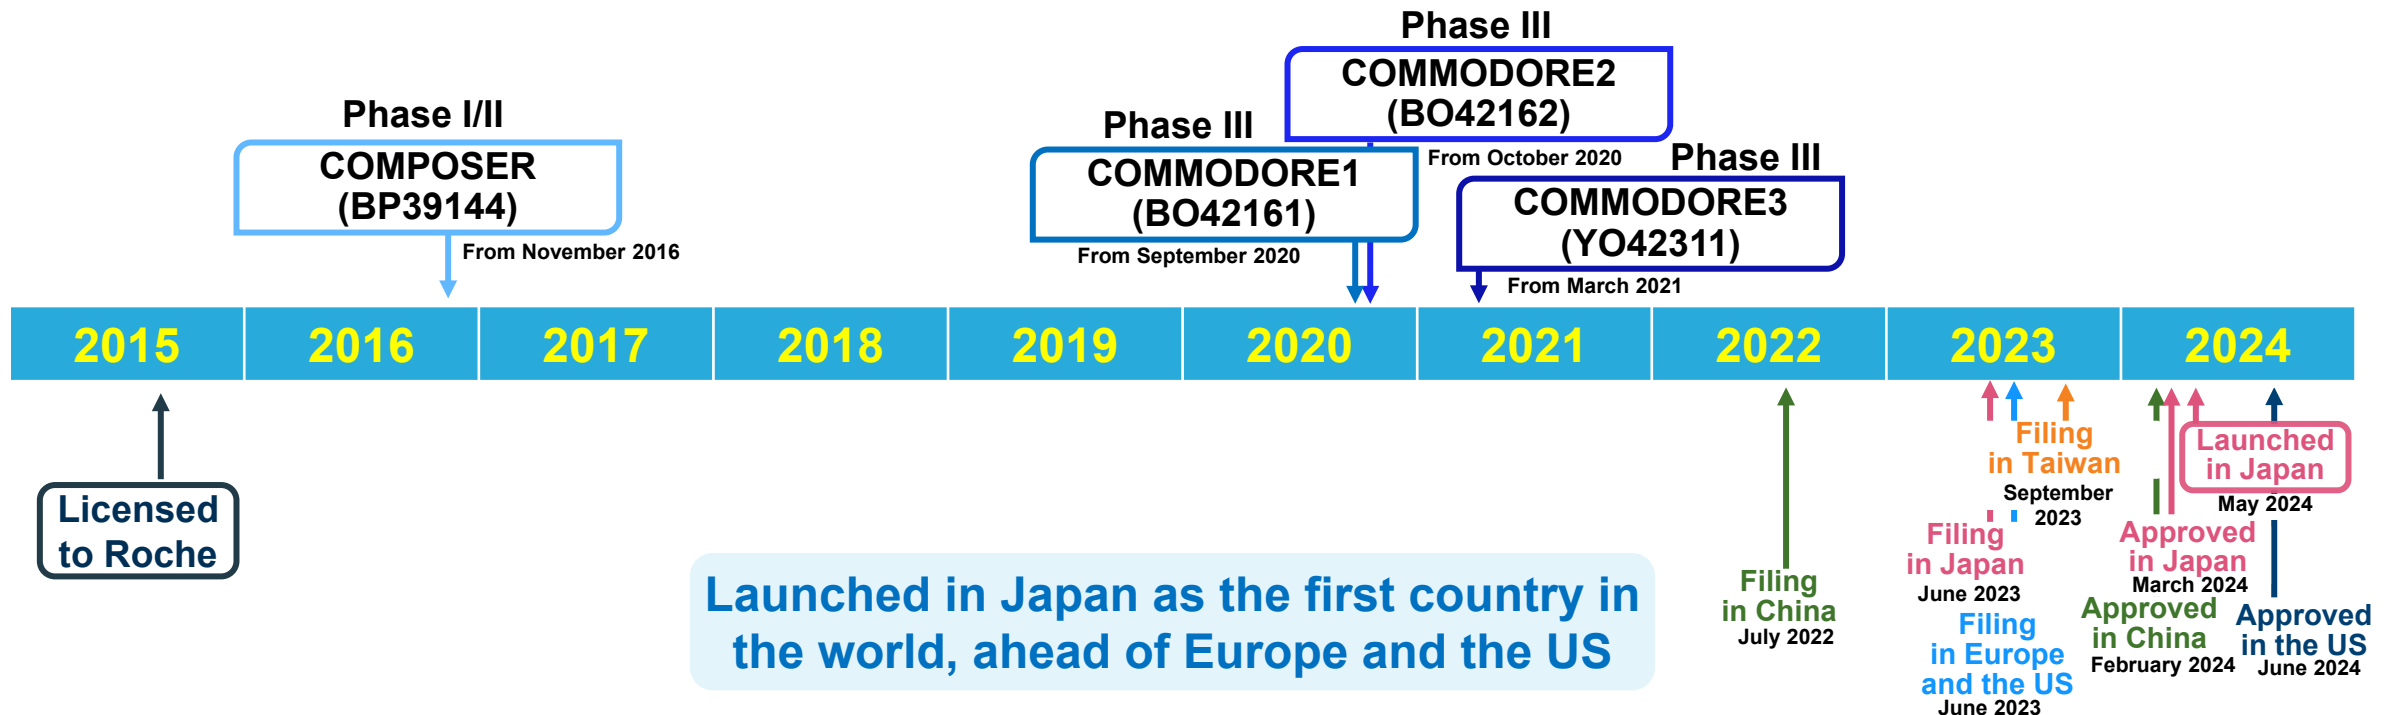 Phase III
COMMODORE2
(BO42162)
From October 2020
Phase I/II
COMPOSER
(BP39144)
From November 2016
Phase III
COMMODORE1
(BO42161)
From September 2020
Phase III
COMMODORE3
(YO42311)
From March 2021
2015
2016
2017
2018
2019
2020
2021
2022
2023
2024
Licensed
to Roche
Launched in Japan as the first country in
the world, ahead of Europe and the US
Filing
in China
July 2022
Filing
in Japan
June 2023
Filing
in Europe
and the US
June 2023
Filing
in Taiwan
September
2023
Approved
in China
February 2024
Approved
in Japan
March 2024
Launched
in Japan
May 2024
Approved
in the US
June 2024